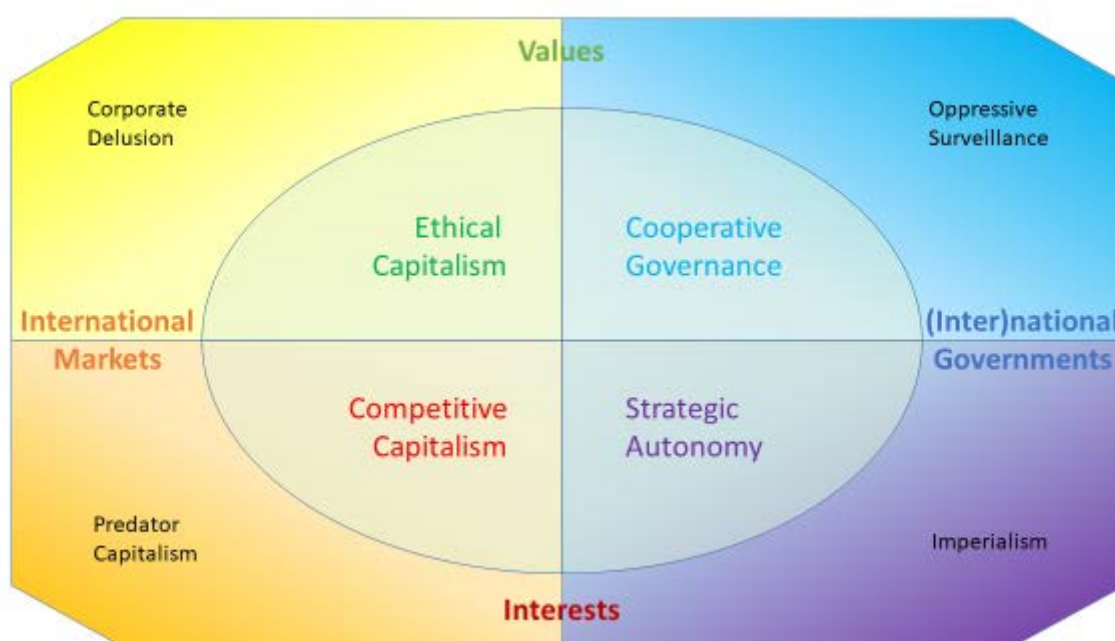 Values
Corporate
Delusion
Oppressive
Surveillance
Ethical
Capitalism
Cooperative
Governance
International
Markets
(Inter)national
Governments
Competitive
Capitalism
Strategic
Autonomy
Predator
Capitalism
Imperialism
Interests